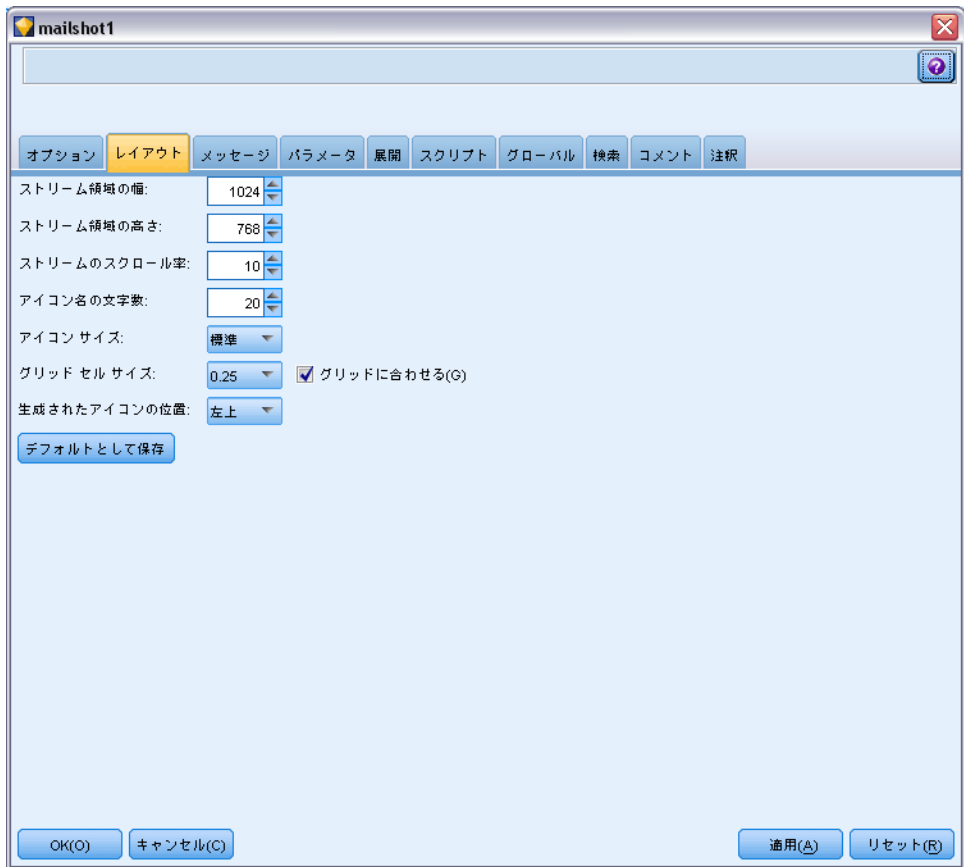 mailshot1
オプション レイアウト メッセージ パラメータ 展開 スクリプト グローバル 検索 コメント 注釈
ストリーム領域の幅: 1024
ストリーム領域の高さ: 768
ストリームのスクロール率: 10
アイコン名の文字数: 20
アイコン サイズ: 標準
グリッド セル サイズ: 0.25 グリッドに合わせる(G)
生成されたアイコンの位置: 左上
デフォルトとして保存
OK(O) キャンセル(C) 適用(A) リセット(R)